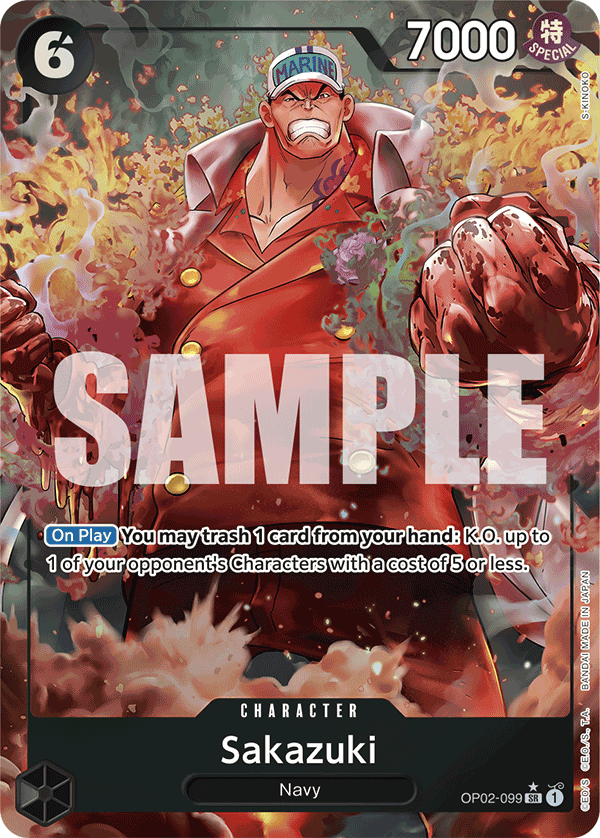 6
7000
特
SPECIAL
S:KINOKO
MARINE
SAMPLE
On Play You may trash 1 card from your hand: K.O. up to
1 of your opponent's Characters with a cost of 5 or less.
CHARACTER
Sakazuki
Navy
OP02-099 SR 1
©E.O/S ©E.O./S., T.A. BANDAI MADE IN JAPAN